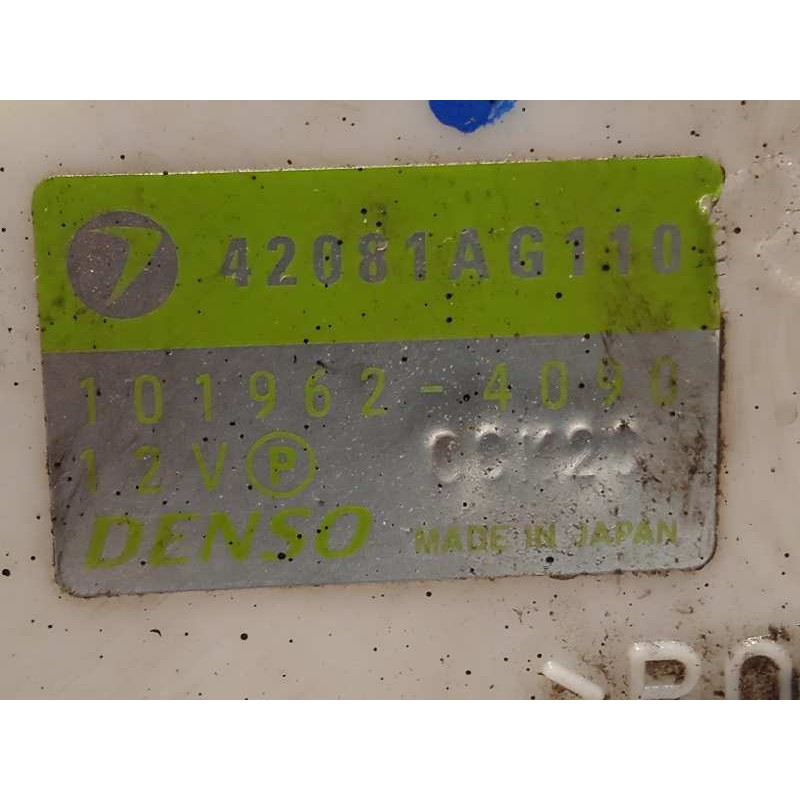 42081AG110
101962-4090
12V P
DENSO MADE IN JAPAN